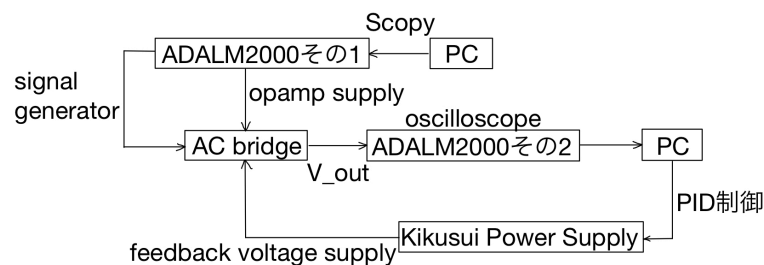 Scopy
ADALM2000その1
PC
signal
generator
opamp supply
oscilloscope
AC bridge
ADALM2000その2
PC
V_out
PID制御
Kikusui Power Supply
feedback voltage supply